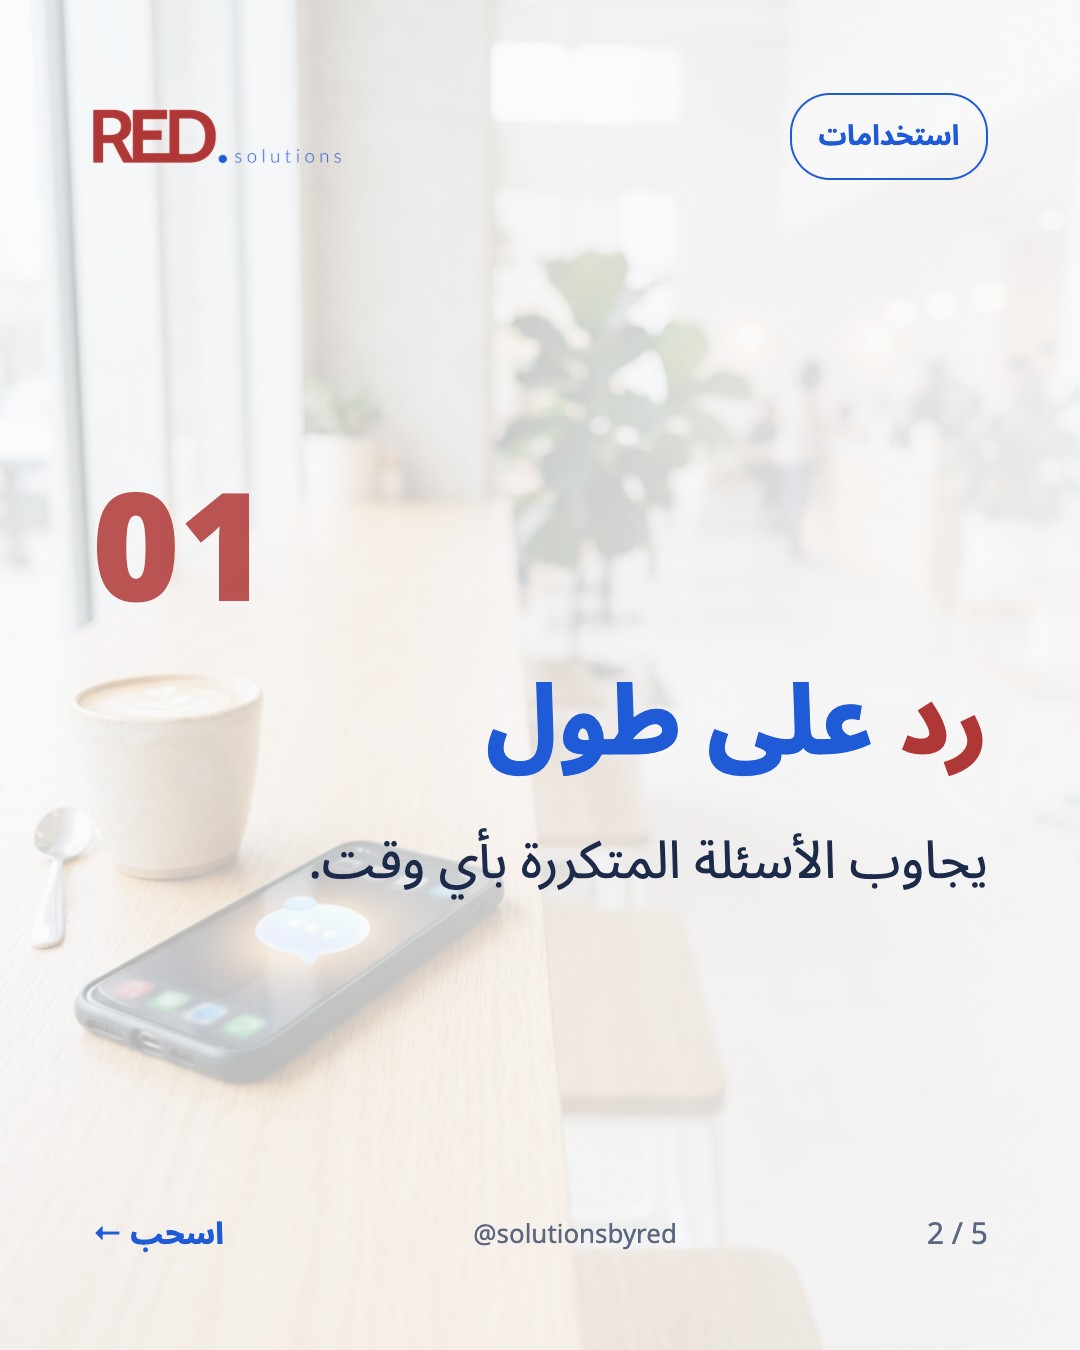 RED. solutions
استخدامات
01
رد على طول
يجاوب الأسئلة المتكررة بأي وقت.
اسحب ←
@solutionsbyred
2 / 5